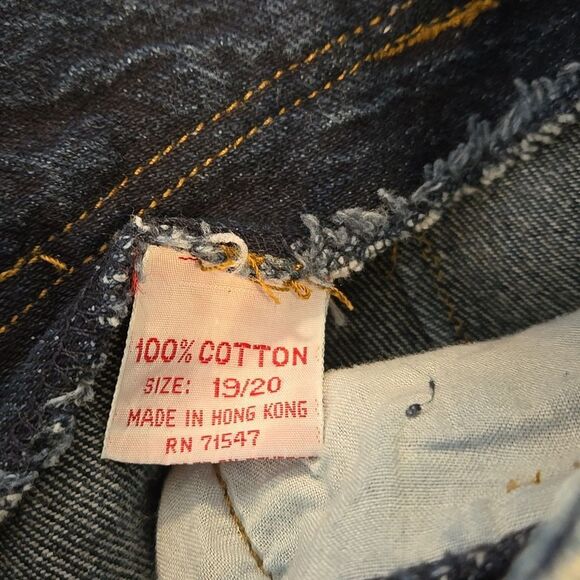 100% COTTON
SIZE: 19/20
MADE IN HONG KONG
RN 71547